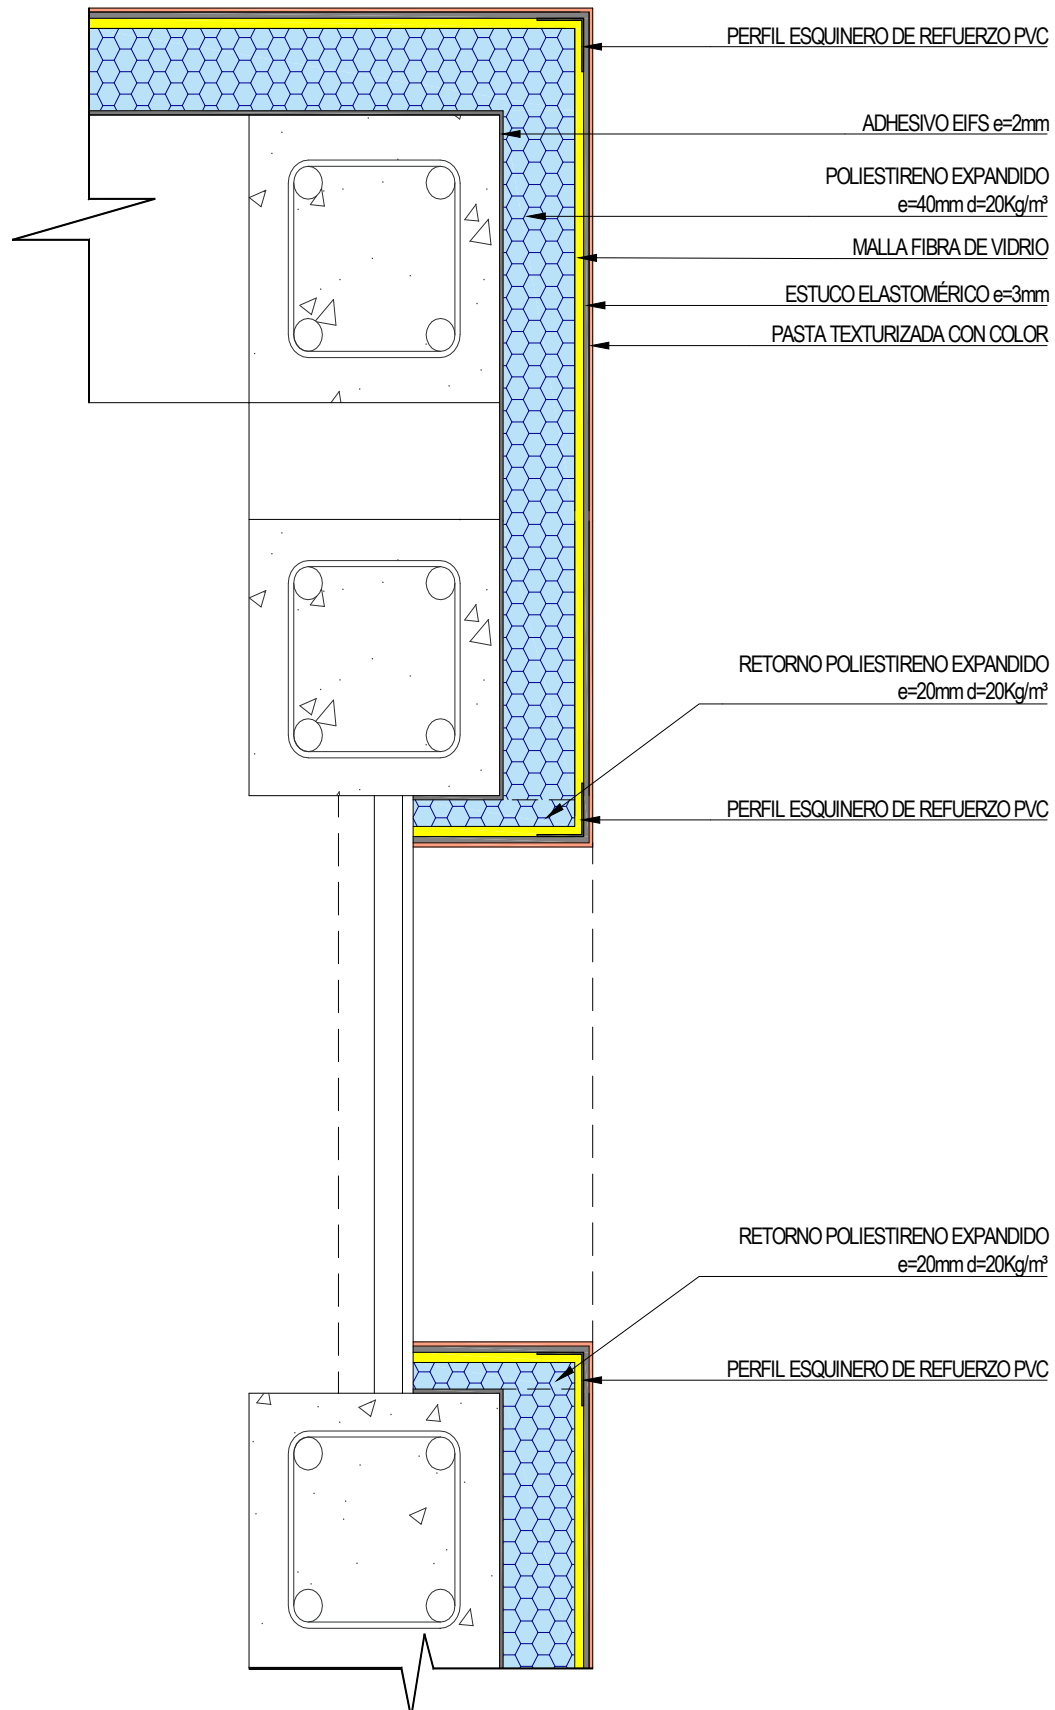 PERFIL ESQUINERO DE REFUERZO PVC
ADHESIVO EIFS e=2mm
POLIESTIRENO EXPANDIDO
e=40mm d=20Kg/m³
MALLA FIBRA DE VIDRIO
ESTUCO ELASTOMÉRICO e=3mm
PASTA TEXTURIZADA CON COLOR
RETORNO POLIESTIRENO EXPANDIDO
e=20mm d=20Kg/m³
PERFIL ESQUINERO DE REFUERZO PVC
RETORNO POLIESTIRENO EXPANDIDO
e=20mm d=20Kg/m³
PERFIL ESQUINERO DE REFUERZO PVC